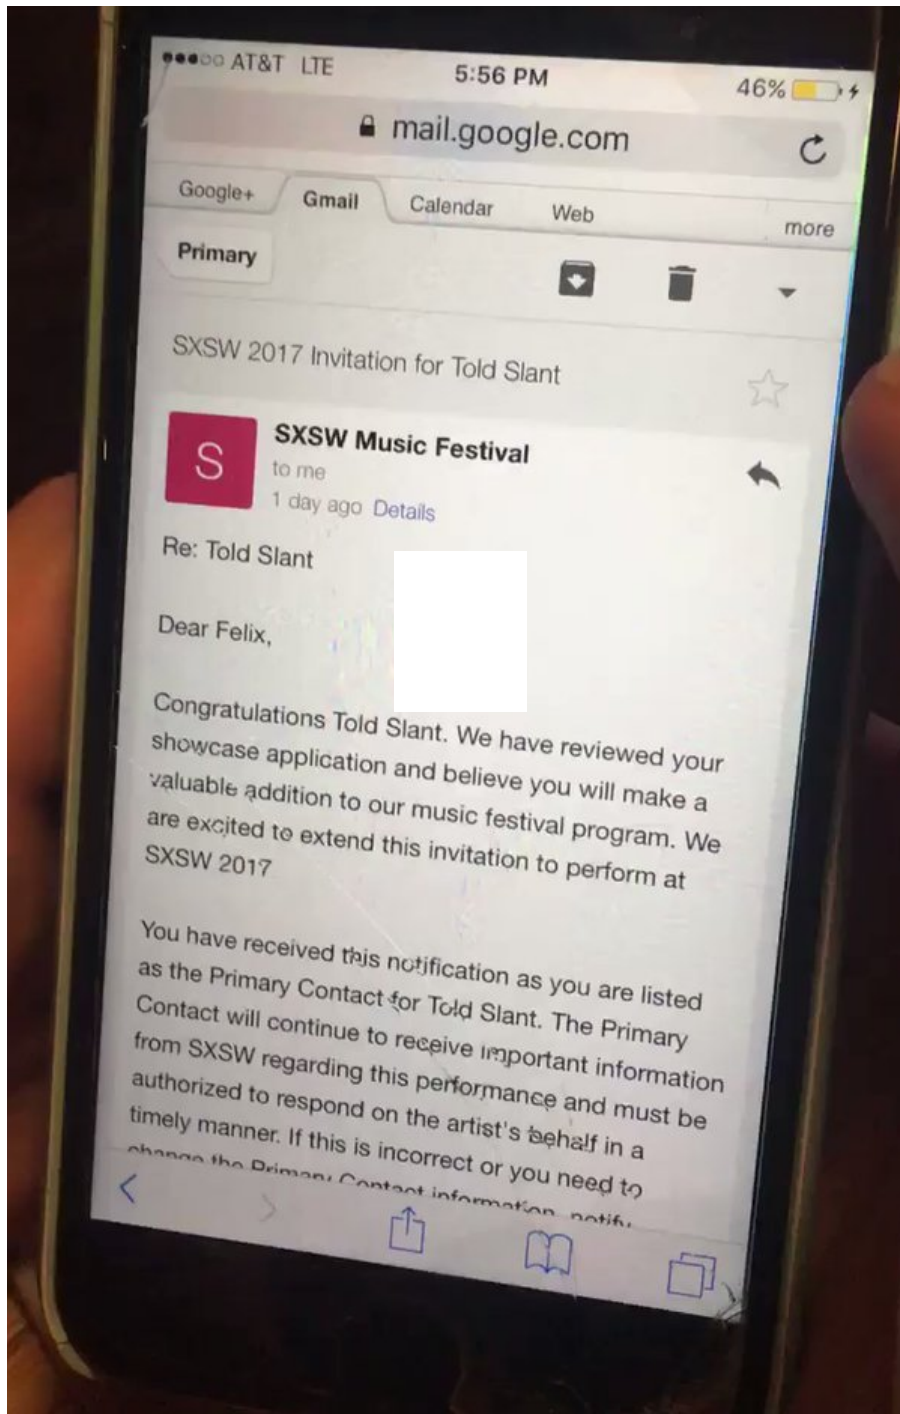 AT&T LTE 5:56 PM 46%
mail.google.com
Google+ Gmail Calendar Web more
Primary
SXSW 2017 Invitation for Told Slant
S
SXSW Music Festival
to me
1 day ago Details
Re: Told Slant
Dear Felix,
Congratulations Told Slant. We have reviewed your
showcase application and believe you will make a
valuable addition to our music festival program. We
are excited to extend this invitation to perform at
SXSW 2017
You have received this notification as you are listed
as the Primary Contact for Told Slant. The Primary
Contact will continue to receive important information
from SXSW regarding this performance and must be
authorized to respond on the artist's behalf in a
timely manner. If this is incorrect or you need to
change the Primary Contact information, notify